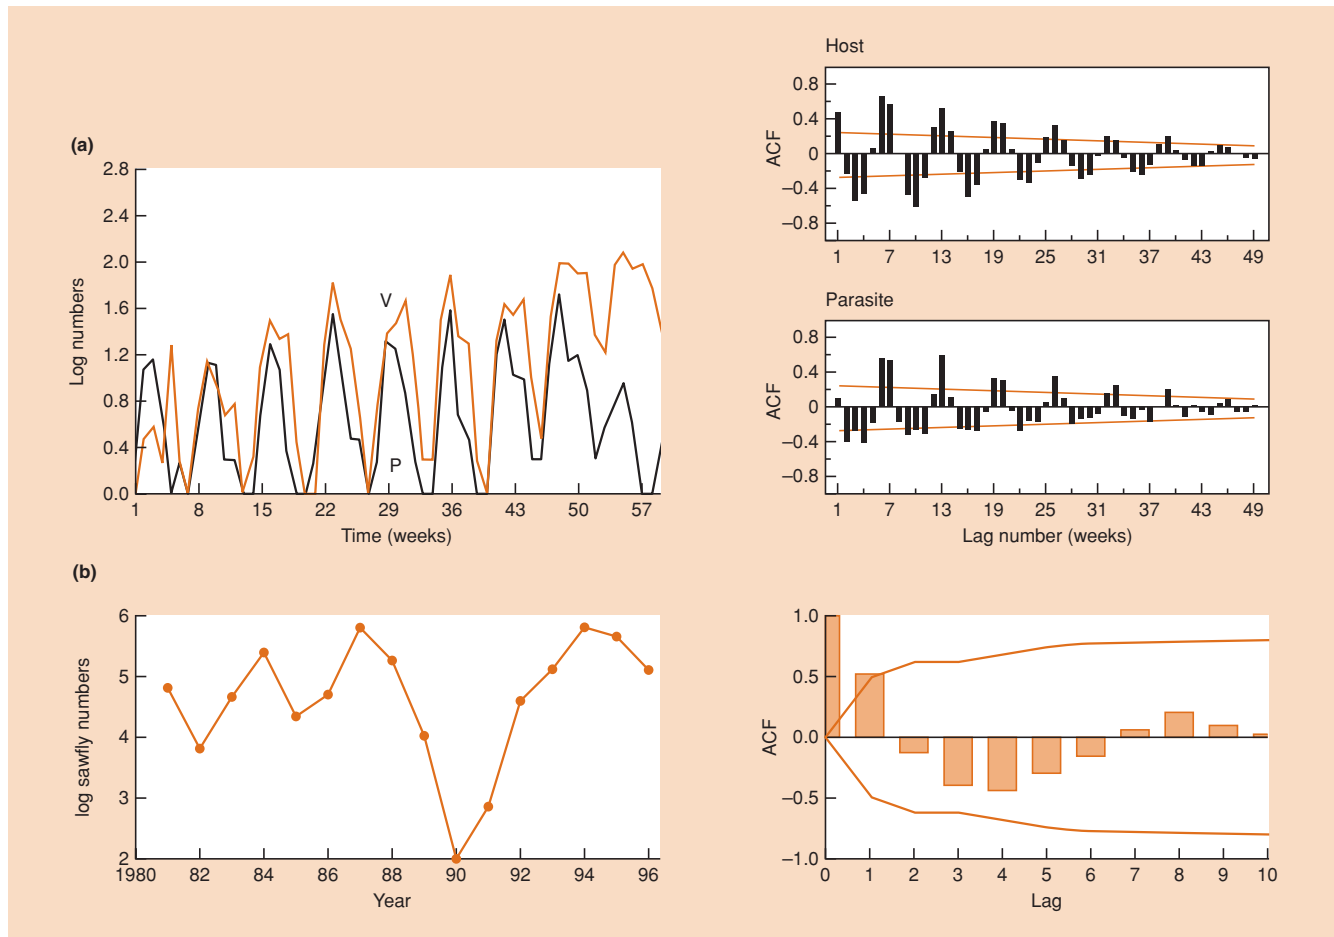 (a)
2.8
2.4
2.0
1.6
1.2
0.8
0.4
0.0
Log numbers
V
P
1 8 15 22 29 36 43 50 57
Time (weeks)
Host
0.8
0.4
0
–0.4
–0.8
ACF
1 7 13 19 25 31 37 43 49
Parasite
0.8
0.4
0
–0.4
–0.8
ACF
1 7 13 19 25 31 37 43 49
Lag number (weeks)
(b)
6
5
4
3
2
log sawfly numbers
1980 82 84 86 88 90 92 94 96
Year
1.0
0.5
0.0
–0.5
–1.0
ACF
0 1 2 3 4 5 6 7 8 9 10
Lag